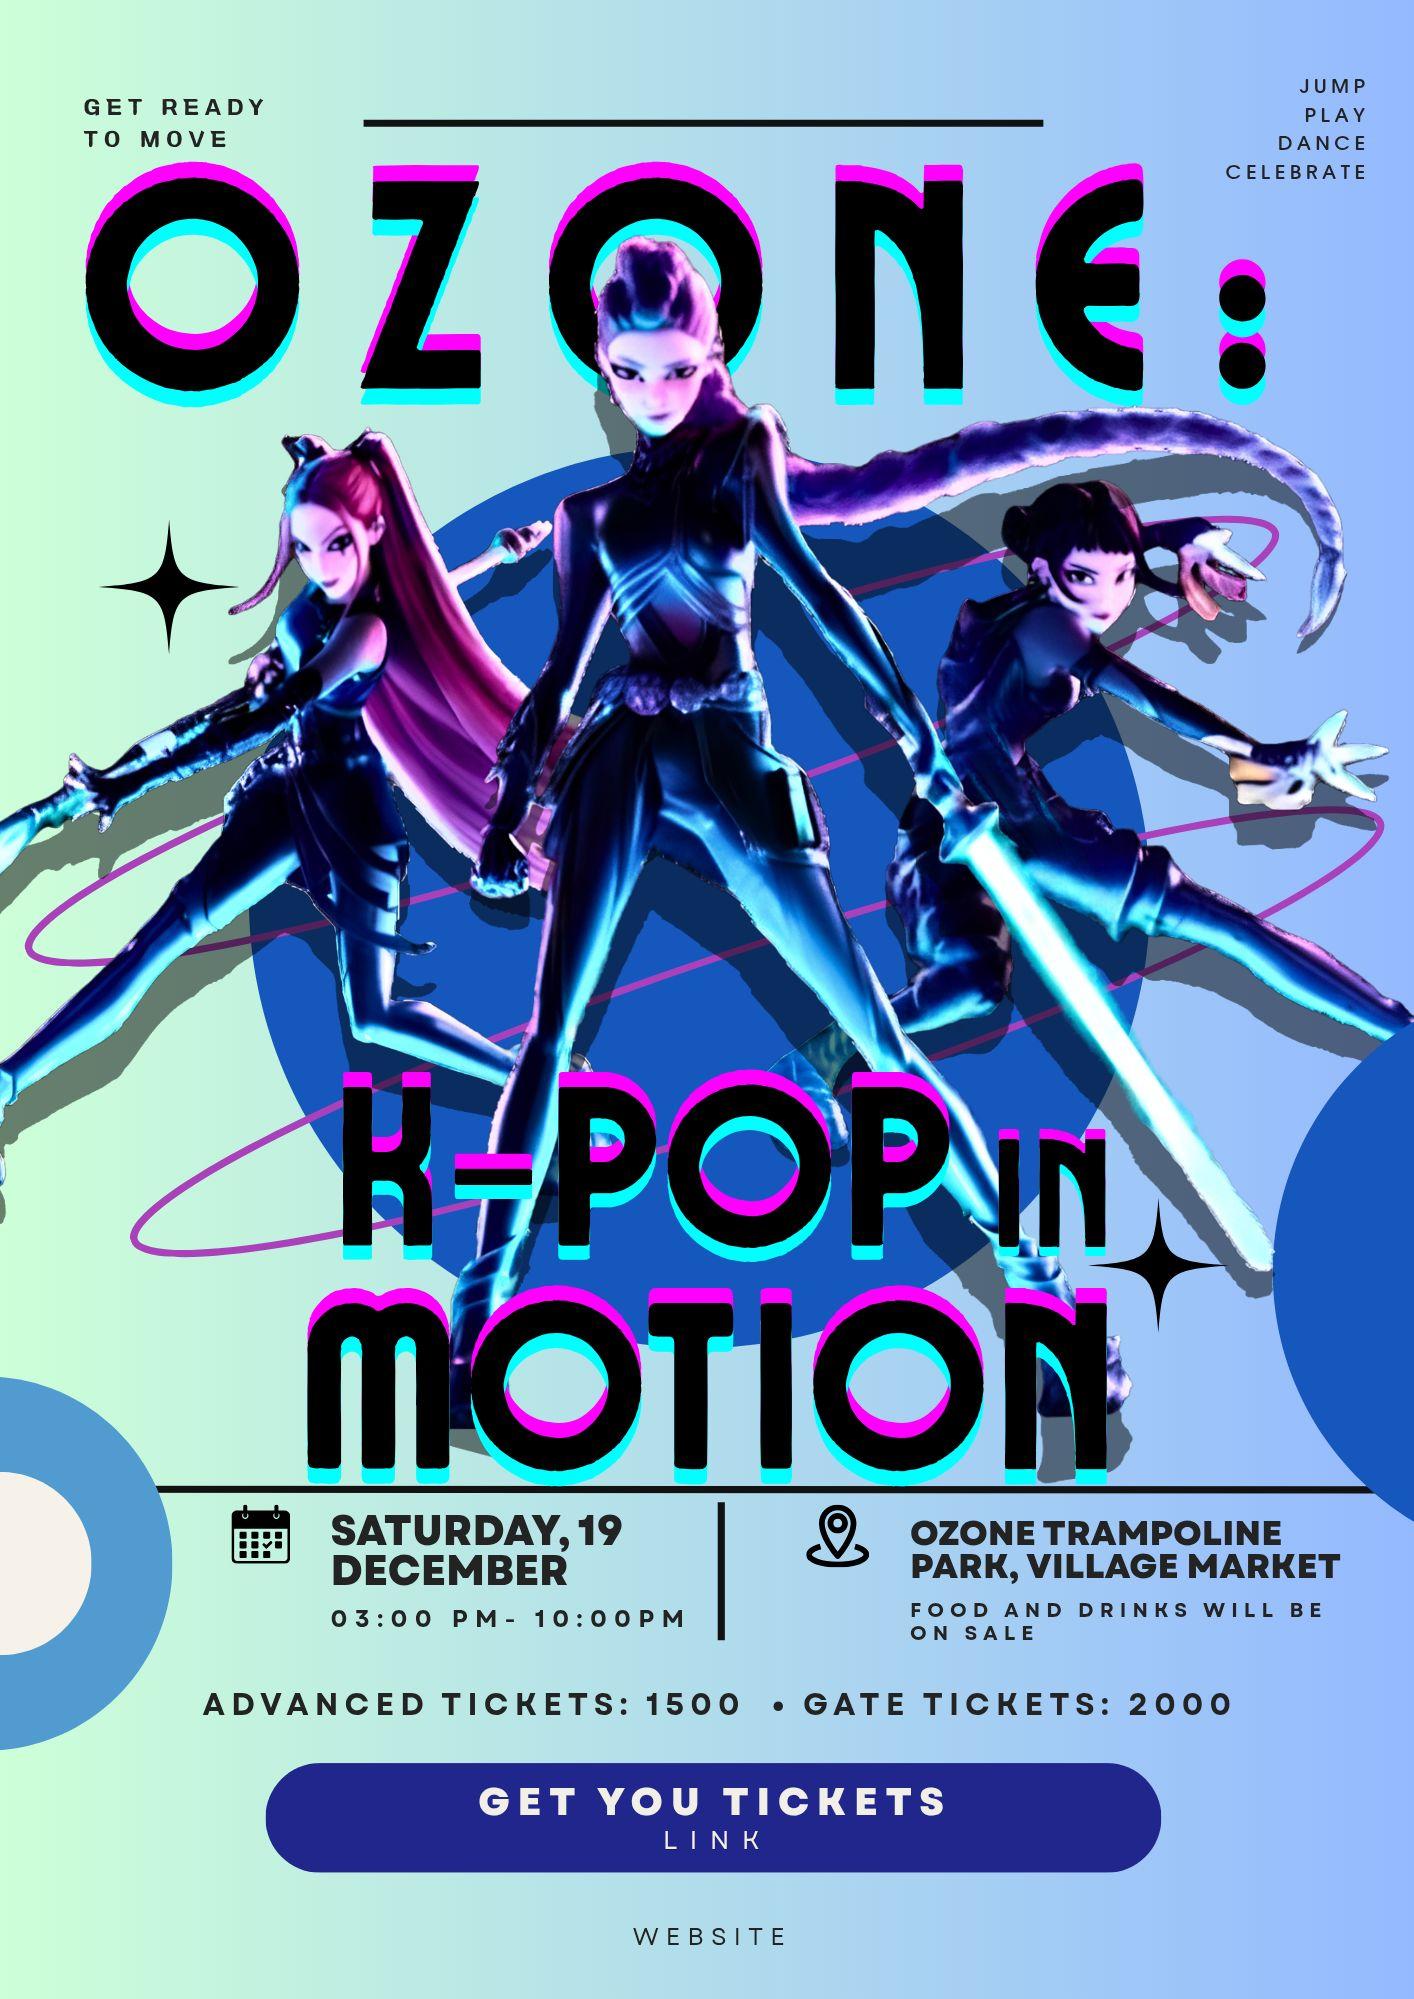 GET READY
TO MOVE
JUMP
PLAY
DANCE
CELEBRATE
OZONE:
K-POP IN
MOTION
SATURDAY, 19
DECEMBER
03:00 PM- 10:00PM
OZONE TRAMPOLINE
PARK, VILLAGE MARKET
FOOD AND DRINKS WILL BE
ON SALE
ADVANCED TICKETS: 1500 • GATE TICKETS: 2000
GET YOU TICKETS
LINK
WEBSITE